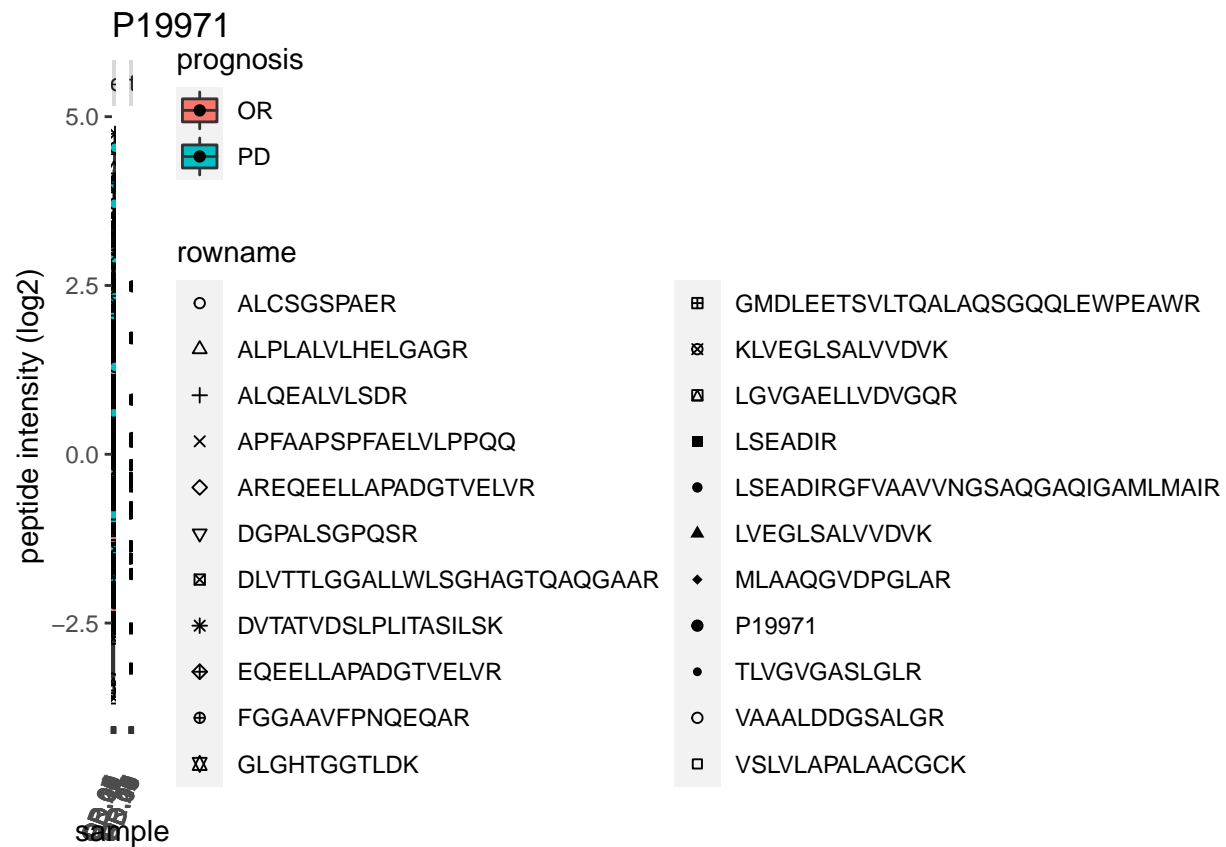 P19971
prognosis
OR
PD
e t
5.0
2.5
0.0
−2.5
peptide intensity (log2)
rowname
ALCSGSPAER
ALPLALVLHELGAGR
ALQEALVLSDR
APFAAPSPFAELVLPPQQ
AREQEELLAPADGTVELVR
DGPALSGPQSR
DLVTTLGGALLWLSGHAGTQAQGAAR
DVTATVDSLPLITASILSK
EQEELLAPADGTVELVR
FGGAAVFPNQEQAR
GLGHTGGTLDK
GMDLEETSVLTQALAQSGQQLEWPEAWR
KLVEGLSALVVDVK
LGVGAELLVDVGQR
LSEADIR
LSEADIRGFVAAVVNGSAQGAQIGAMLMAIR
LVEGLSALVVDVK
MLAAQGVDPGLAR
P19971
TLVGVGASLGLR
VAAALDDGSALGR
VSLVLAPALAACGCK
sample